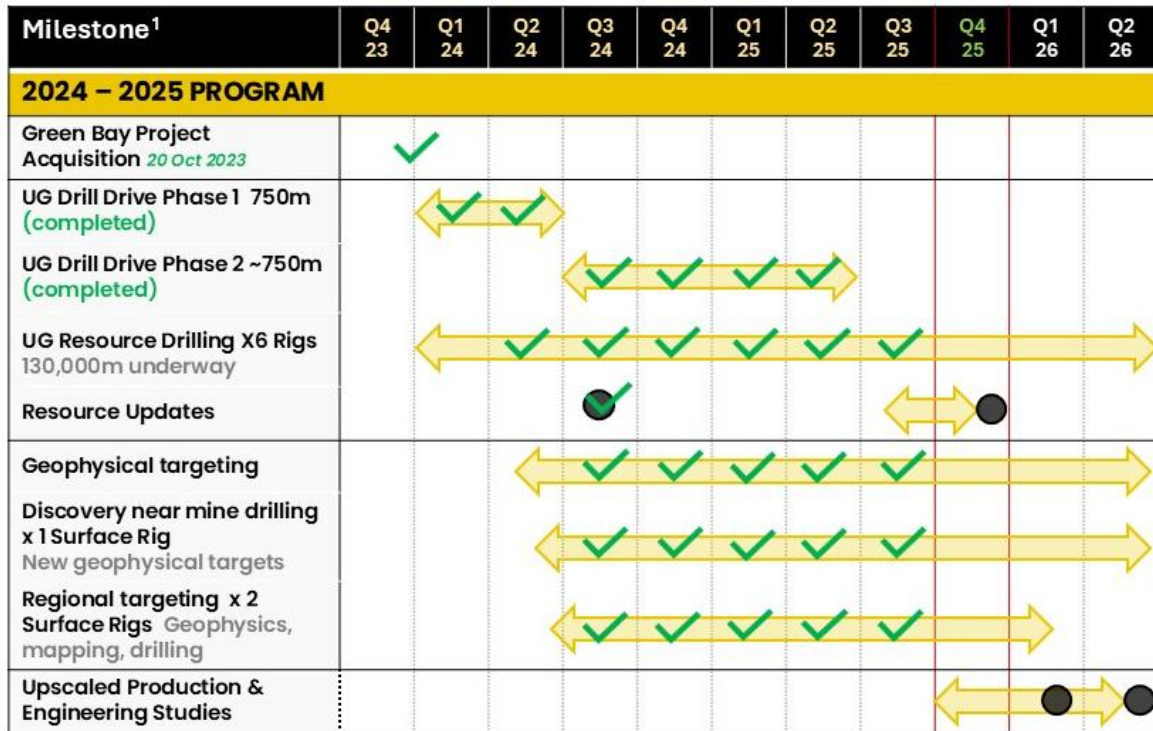 Milestone¹
Q4 23
Q1 24
Q2 24
Q3 24
Q4 24
Q1 25
Q2 25
Q3 25
Q4 25
Q1 26
Q2 26
2024 – 2025 PROGRAM
Green Bay Project
Acquisition 20 Oct 2023
UG Drill Drive Phase 1 750m
(completed)
UG Drill Drive Phase 2 ~750m
(completed)
UG Resource Drilling X6 Rigs
130,000m underway
Resource Updates
Geophysical targeting
Discovery near mine drilling
x 1 Surface Rig
New geophysical targets
Regional targeting x 2
Surface Rigs Geophysics,
mapping, drilling
Upscaled Production &
Engineering Studies